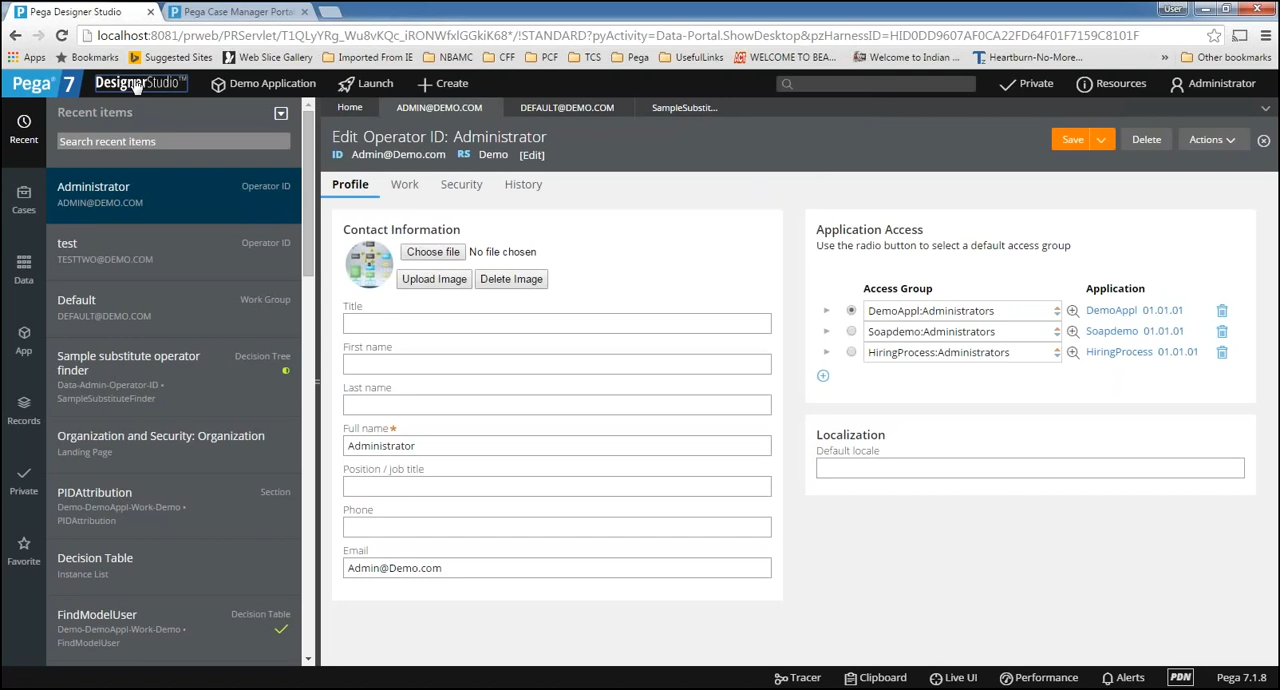 Pega Designer Studio
Pega Case Manager Porta
User
localhost:8081/prweb/PRServlet/T1QLyYRg_Wu8vKQc_iRONWfxlGGkiK68*/!STANDARD?pyActivity=Data-Portal.ShowDesktop&pzHarnessID=HID0DD9607AF0CA22FD64F01F7159C8101F
Apps Bookmarks Suggested Sites Web Slice Gallery Imported From IE NBAMC CFF PCF TCS Pega UsefulLinks WELCOME TO BEA... Welcome to Indian ... Heartburn-No-More... » Other bookmarks
Pega 7 DesignerStudio™ Demo Application Launch Create Private Resources Administrator
Recent
Cases
Data
App
Records
Private
Favorite
Recent items
Search recent items
Administrator Operator ID
ADMIN@DEMO.COM
test Operator ID
TESTTWO@DEMO.COM
Default Work Group
DEFAULT@DEMO.COM
Sample substitute operator Decision Tree
finder
Data-Admin-Operator-ID •
SampleSubstituteFinder
Organization and Security: Organization
Landing Page
PIDAttribution Section
Demo-DemoAppl-Work-Demo •
PIDAttribution
Decision Table
Instance List
FindModelUser Decision Table
Demo-DemoAppl-Work-Demo •
FindModelUser
Home ADMIN@DEMO.COM DEFAULT@DEMO.COM SampleSubstit...
Edit Operator ID: Administrator
ID Admin@Demo.com RS Demo [Edit]
Save Delete Actions
Profile Work Security History
Contact Information
Choose file No file chosen
Upload Image Delete Image
Title
First name
Last name
Full name *
Administrator
Position / job title
Phone
Email
Admin@Demo.com
Application Access
Use the radio button to select a default access group
Access Group Application
DemoAppl:Administrators DemoAppl 01.01.01
Soapdemo:Administrators Soapdemo 01.01.01
HiringProcess:Administrators HiringProcess 01.01.01
Localization
Default locale
Tracer Clipboard Live UI Performance Alerts PDN Pega 7.1.8